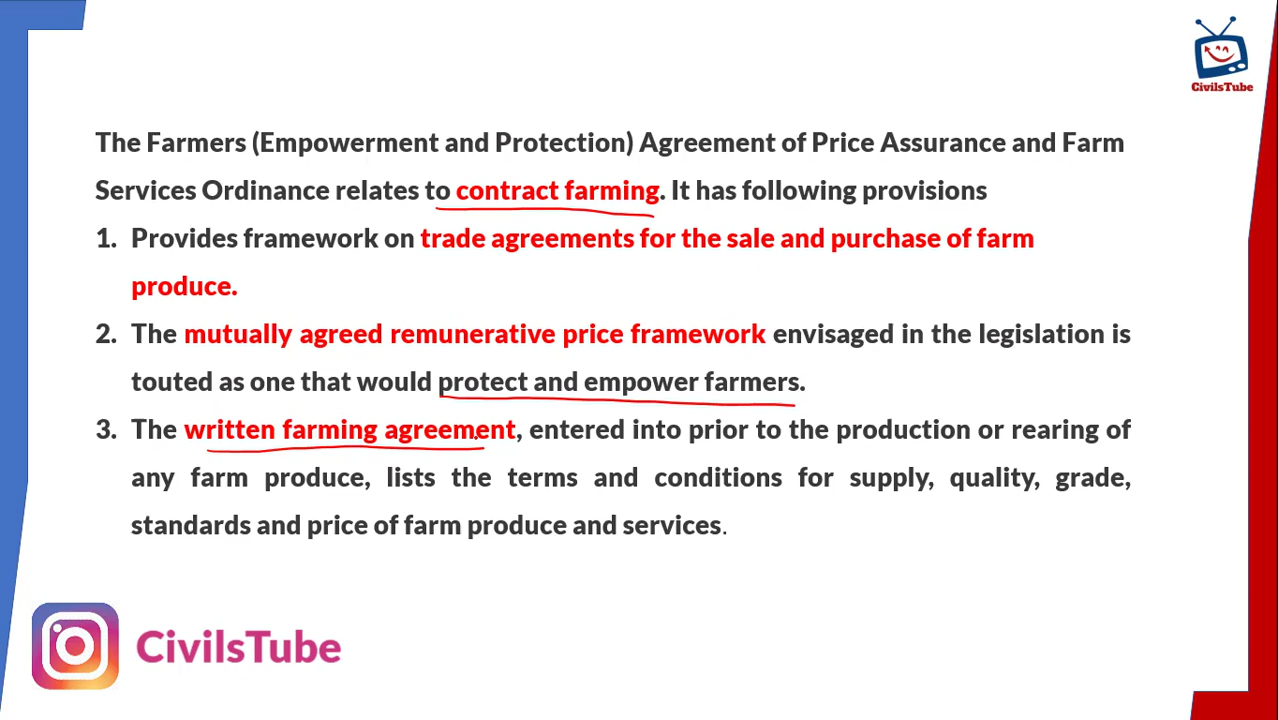 CivilsTube
The Farmers (Empowerment and Protection) Agreement of Price Assurance and Farm
Services Ordinance relates to contract farming. It has following provisions
1. Provides framework on trade agreements for the sale and purchase of farm
produce.
2. The mutually agreed remunerative price framework envisaged in the legislation is
touted as one that would protect and empower farmers.
3. The written farming agreement, entered into prior to the production or rearing of
any farm produce, lists the terms and conditions for supply, quality, grade,
standards and price of farm produce and services.
CivilsTube